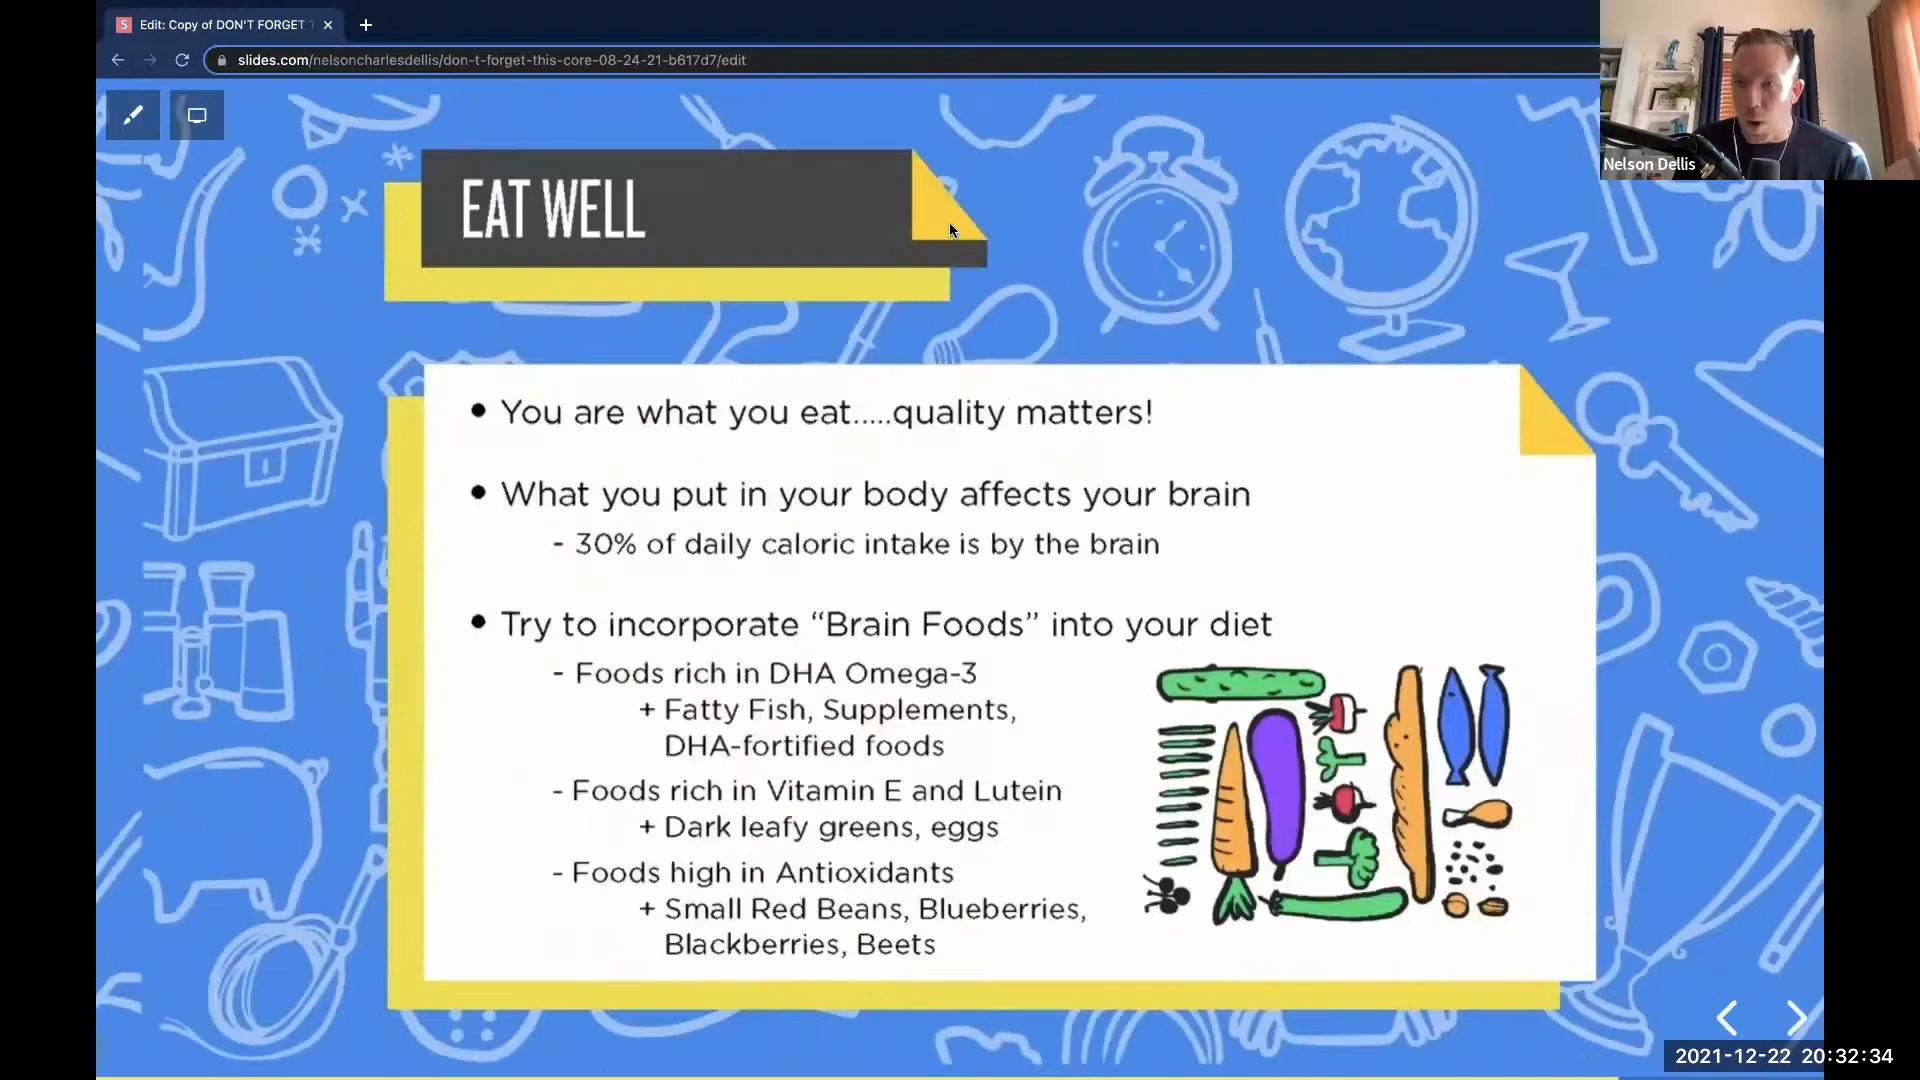 Edit: Copy of DON'T FORGET
slides.com/nelsoncharlesdellis/don-t-forget-this-core-08-24-21-b617d7/edit
Nelson Dellis
EAT WELL
• You are what you eat.....quality matters!
• What you put in your body affects your brain
- 30% of daily caloric intake is by the brain
• Try to incorporate “Brain Foods” into your diet
- Foods rich in DHA Omega-3
+ Fatty Fish, Supplements,
DHA-fortified foods
- Foods rich in Vitamin E and Lutein
+ Dark leafy greens, eggs
- Foods high in Antioxidants
+ Small Red Beans, Blueberries,
Blackberries, Beets
2021-12-22 20:32:34